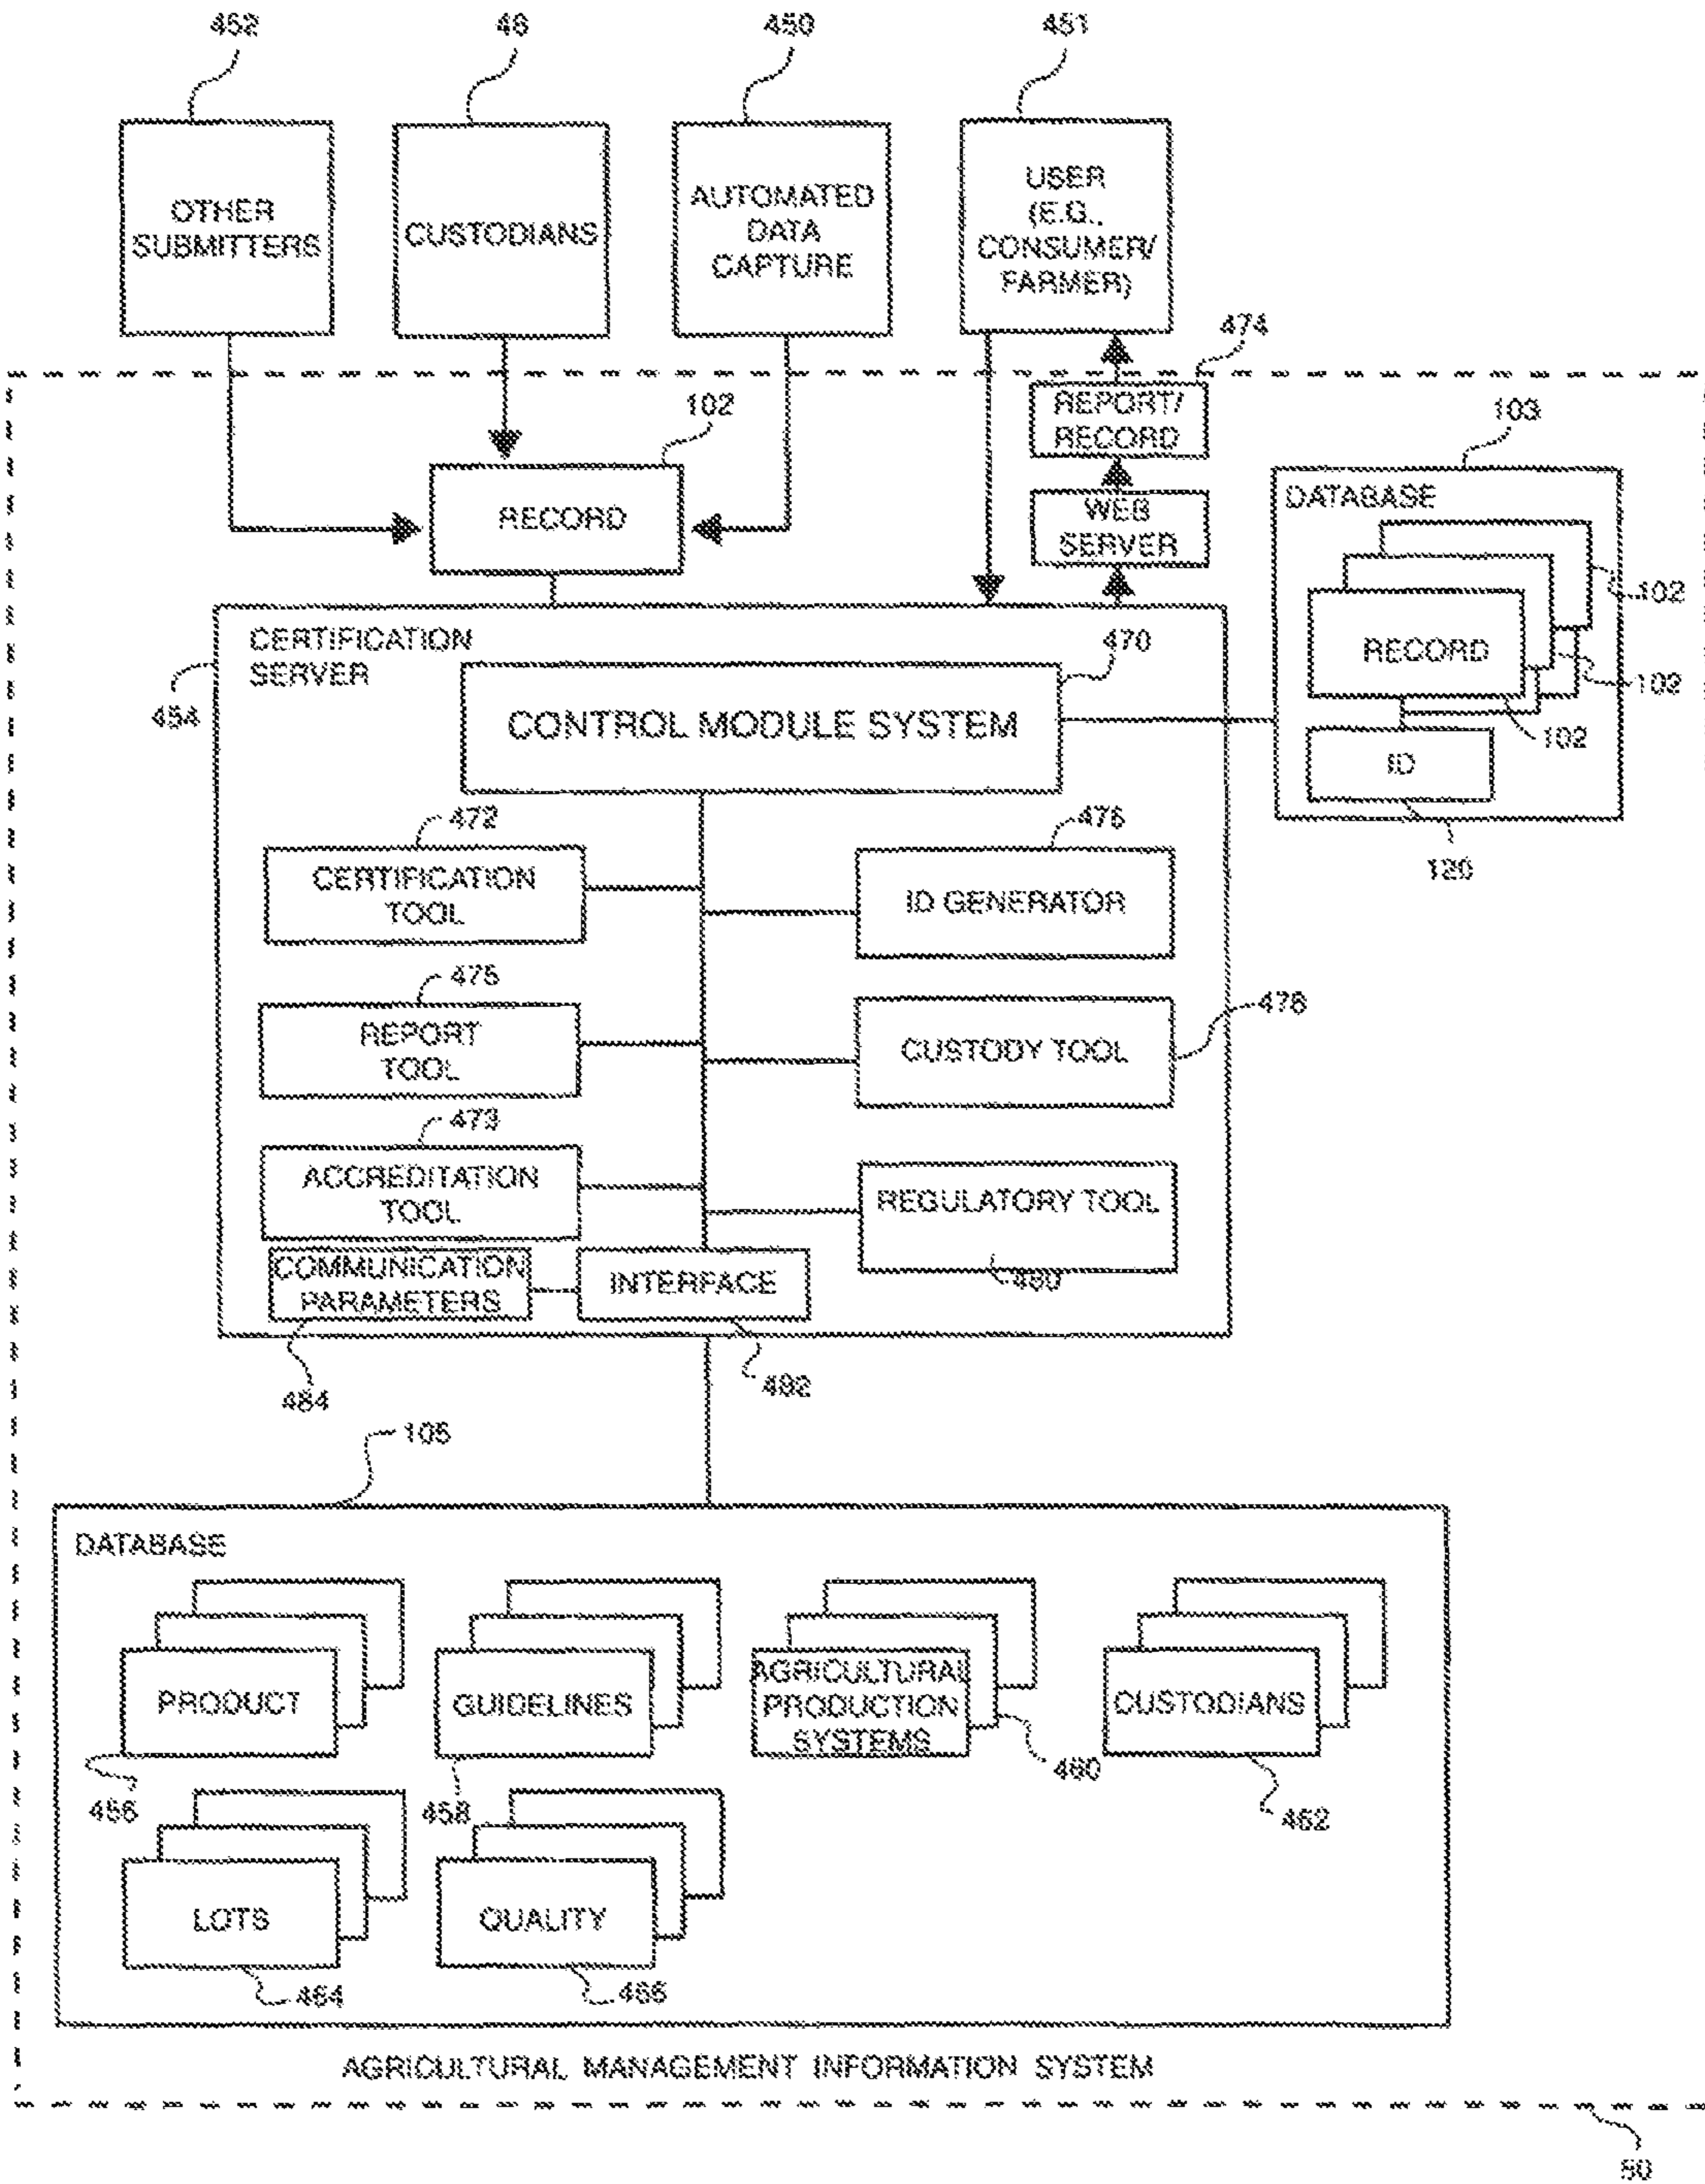 452
46
450
451
OTHER
SUBMITTERS
CUSTODIANS
AUTOMATED
DATA
CAPTURE
USER
(E.G.,
CONSUMER/
FARMER)
474
102
REPORT/
RECORD
103
RECORD
WEB
SERVER
DATABASE
102
RECORD
102
102
ID
120
CERTIFICATION
SERVER
454
470
CONTROL MODULE SYSTEM
472
CERTIFICATION
TOOL
476
ID GENERATOR
475
REPORT
TOOL
478
CUSTODY TOOL
473
ACCREDITATION
TOOL
REGULATORY TOOL
480
COMMUNICATION
PARAMETERS
INTERFACE
484
482
105
DATABASE
PRODUCT
GUIDELINES
AGRICULTURAL
PRODUCTION
SYSTEMS
CUSTODIANS
456
458
460
462
LOTS
QUALITY
464
466
AGRICULTURAL MANAGEMENT INFORMATION SYSTEM
50